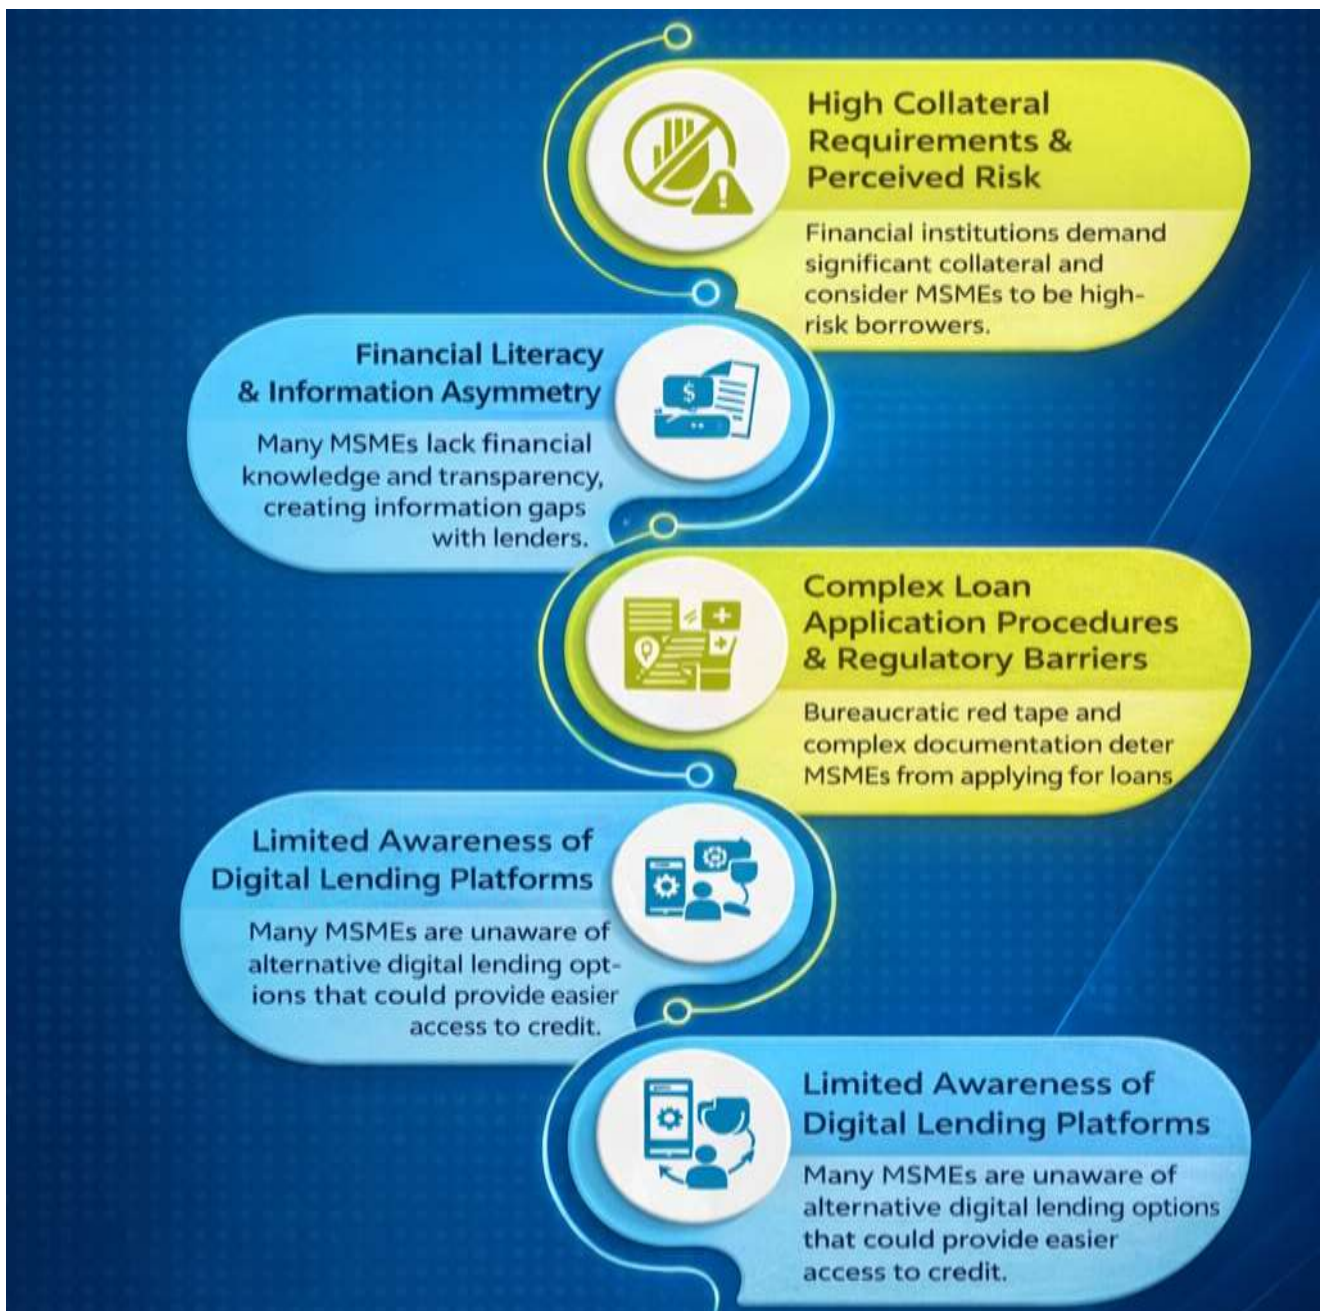 High Collateral
Requirements &
Perceived Risk
Financial institutions demand
significant collateral and
consider MSMEs to be high-
risk borrowers.
Financial Literacy
& Information Asymmetry
Many MSMEs lack financial
knowledge and transparency,
creating information gaps
with lenders.
Complex Loan
Application Procedures
& Regulatory Barriers
Bureaucratic red tape and
complex documentation deter
MSMEs from applying for loans
Limited Awareness of
Digital Lending Platforms
Many MSMEs are unaware of
alternative digital lending opt-
ions that could provide easier
access to credit.
Limited Awareness of
Digital Lending Platforms
Many MSMEs are unaware of
alternative digital lending options
that could provide easier
access to credit.